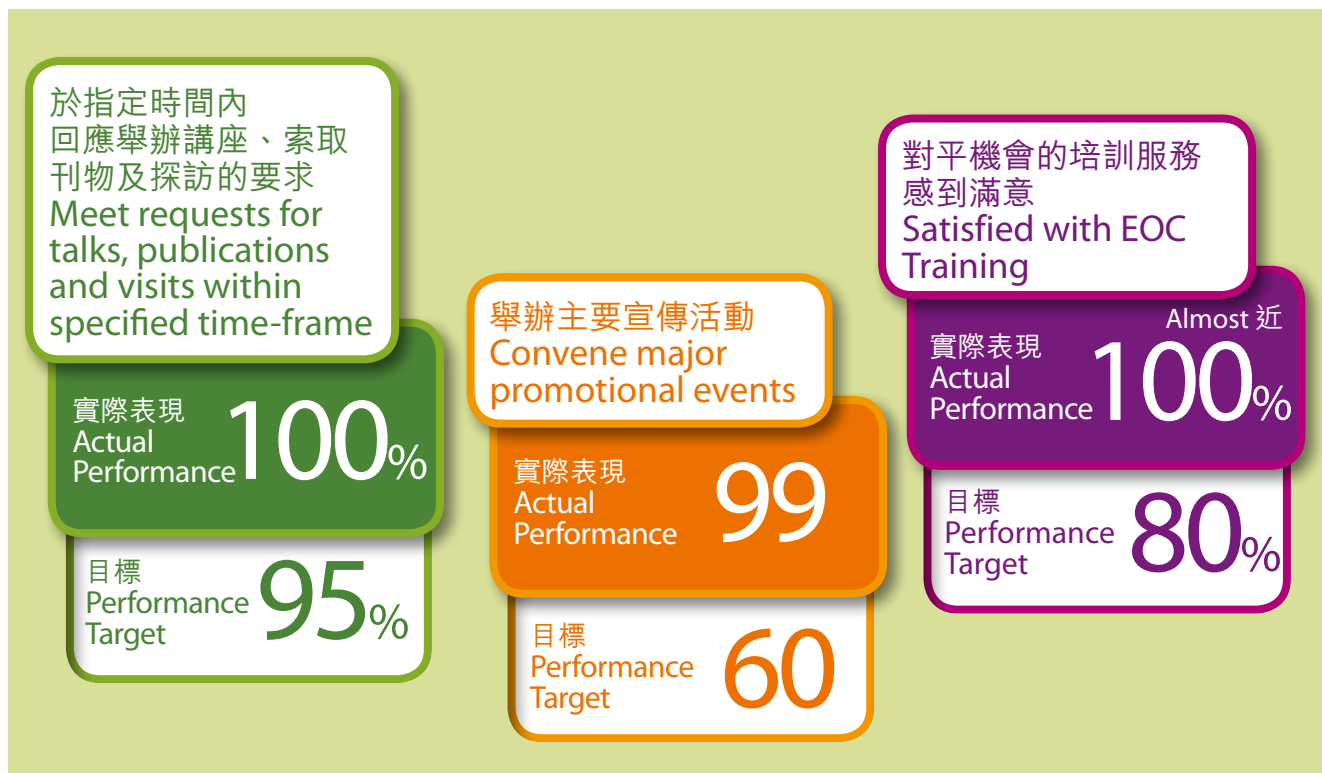 於指定時間內
回應舉辦講座、索取
刊物及探訪的要求
Meet requests for
talks, publications
and visits within
specified time-frame
實際表現
Actual
Performance
100%
目標
Performance
Target
95%
舉辦主要宣傳活動
Convene major
promotional events
實際表現
Actual
Performance
99
目標
Performance
Target
60
對平機會的培訓服務
感到滿意
Satisfied with EOC
Training
Almost 近
實際表現
Actual
Performance
100%
目標
Performance
Target
80%